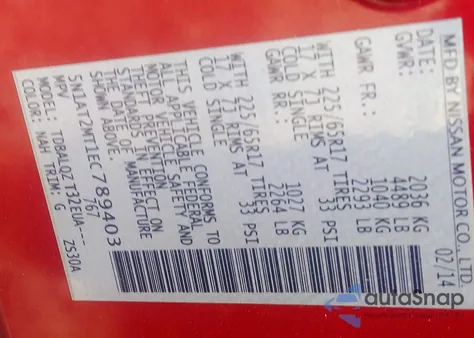 MFD.BY NISSAN MOTOR CO., LTD.
DATE: 02/14
GVWR: 2036 KG
4489 LB
GAWR FR.: 1040 KG
2293 LB
WITH 225/65R17 TIRES
17 X 7J RIMS AT
COLD SINGLE 33 PSI
GAWR RR.: 1027 KG
2264 LB
WITH 225/65R17 TIRES
17 X 7J RIMS AT
COLD SINGLE 33 PSI
THIS VEHICLE CONFORMS TO
ALL APPLICABLE FEDERAL
MOTOR VEHICLE SAFETY AND
THEFT PREVENTION
STANDARDS IN EFFECT ON
THE DATE OF MANUFACTURE
SHOWN ABOVE.
5N1AT2MT1EC789403
MPV 767
MODEL: ZS30A
COLOR: NAH TRIM: G
autoSnap